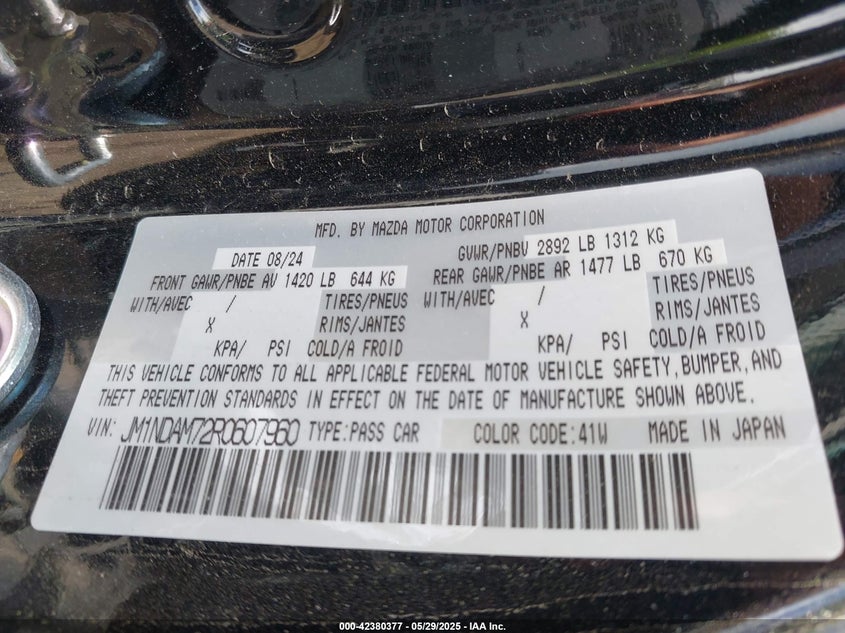 MFD. BY MAZDA MOTOR CORPORATION
DATE 08/24 GVWR/PNBV 2892 LB 1312 KG
FRONT GAWR/PNBE AV 1420 LB 644 KG REAR GAWR/PNBE AR 1477 LB 670 KG
WITH/AVEC / TIRES/PNEUS WITH/AVEC / TIRES/PNEUS
X RIMS/JANTES X RIMS/JANTES
KPA/ PSI COLD/A FROID KPA/ PSI COLD/A FROID
THIS VEHICLE CONFORMS TO ALL APPLICABLE FEDERAL MOTOR VEHICLE SAFETY, BUMPER, AND
THEFT PREVENTION STANDARDS IN EFFECT ON THE DATE OF MANUFACTURE SHOWN ABOVE.
VIN: JM1NDAM72R0607960 TYPE:PASS CAR COLOR CODE:41W MADE IN JAPAN
000-42380377 - 05/29/2025 - IAA Inc.